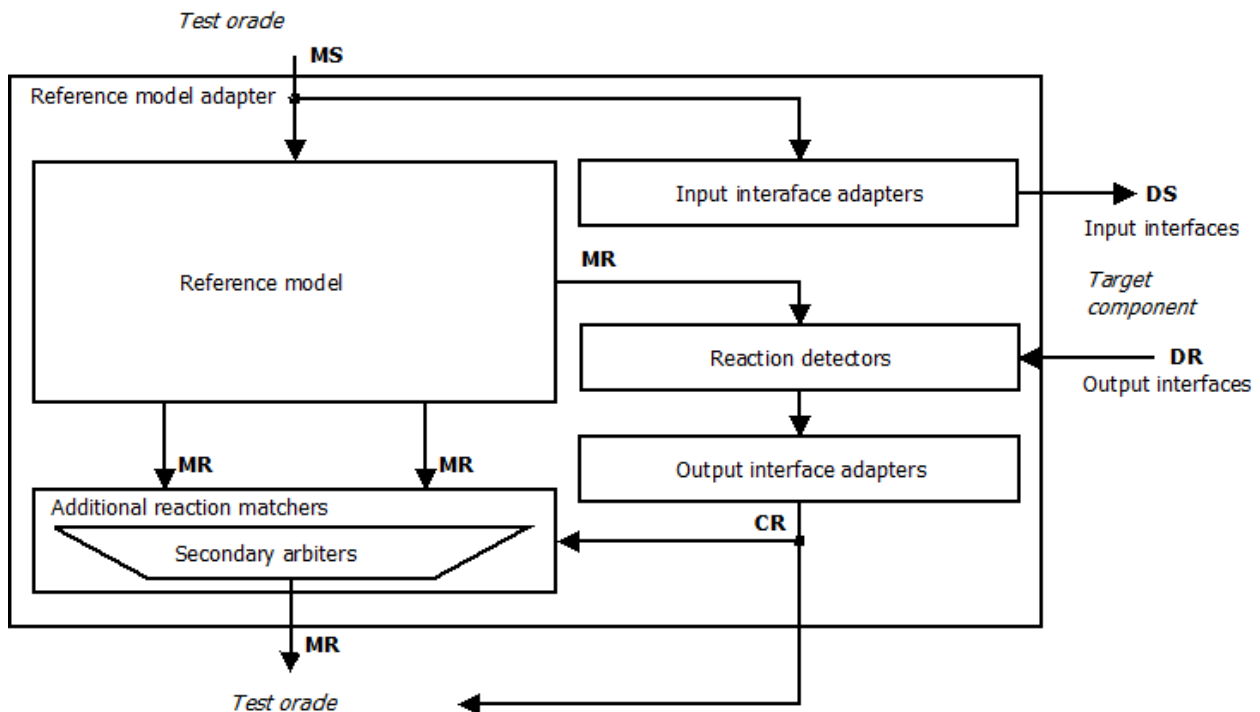 Test orade
MS
Reference model adapter
Input interaface adapters
DS
Input interfaces
MR
Reference model
Target
component
Reaction detectors
DR
Output interfaces
MR
MR
Output interface adapters
Additional reaction matchers
CR
Secondary arbiters
MR
Test orade